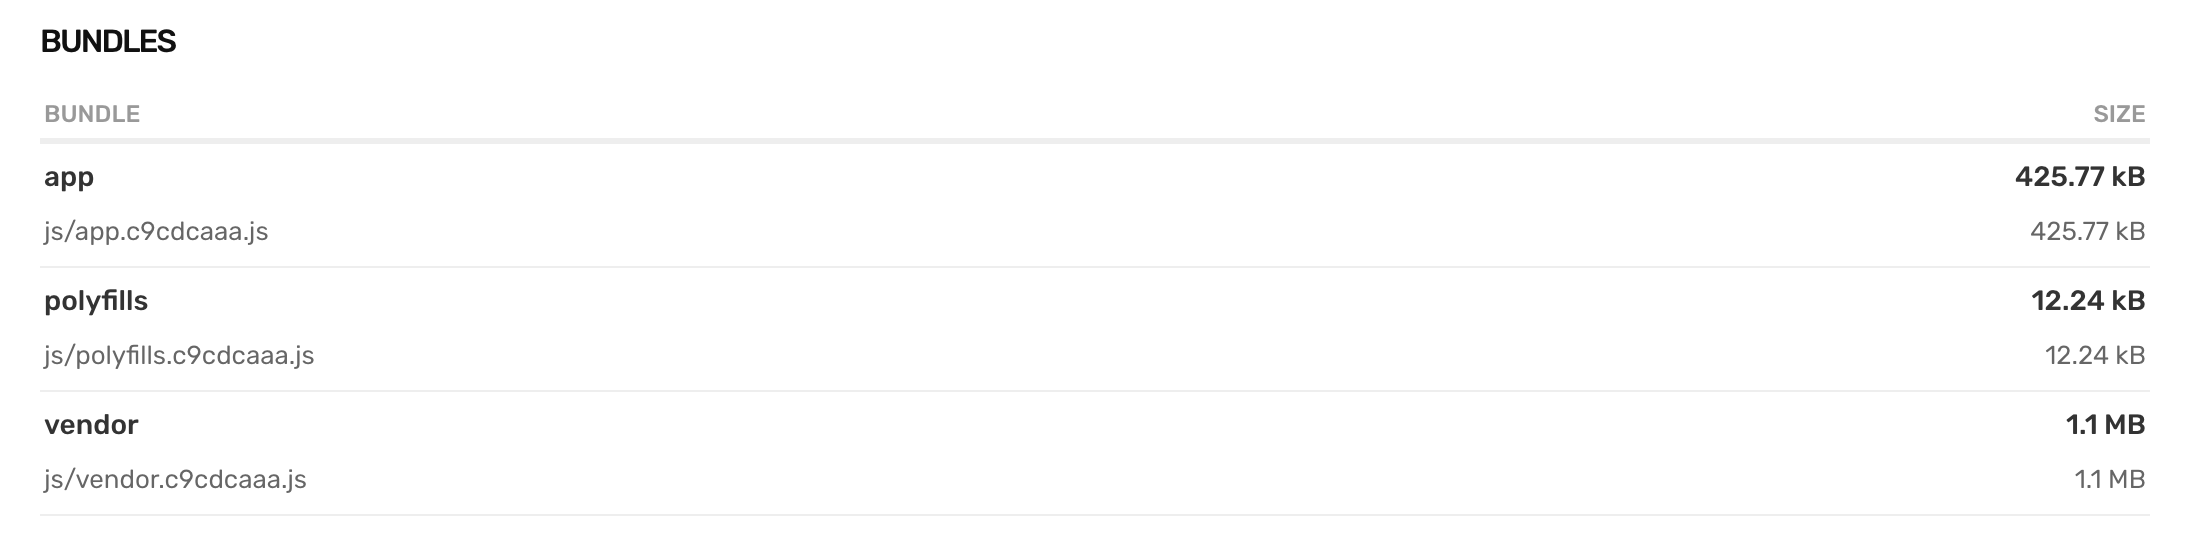 BUNDLES
BUNDLE SIZE
app 425.77 kB
js/app.c9cdcaaa.js 425.77 kB
polyfills 12.24 kB
js/polyfills.c9cdcaaa.js 12.24 kB
vendor 1.1 MB
js/vendor.c9cdcaaa.js 1.1 MB